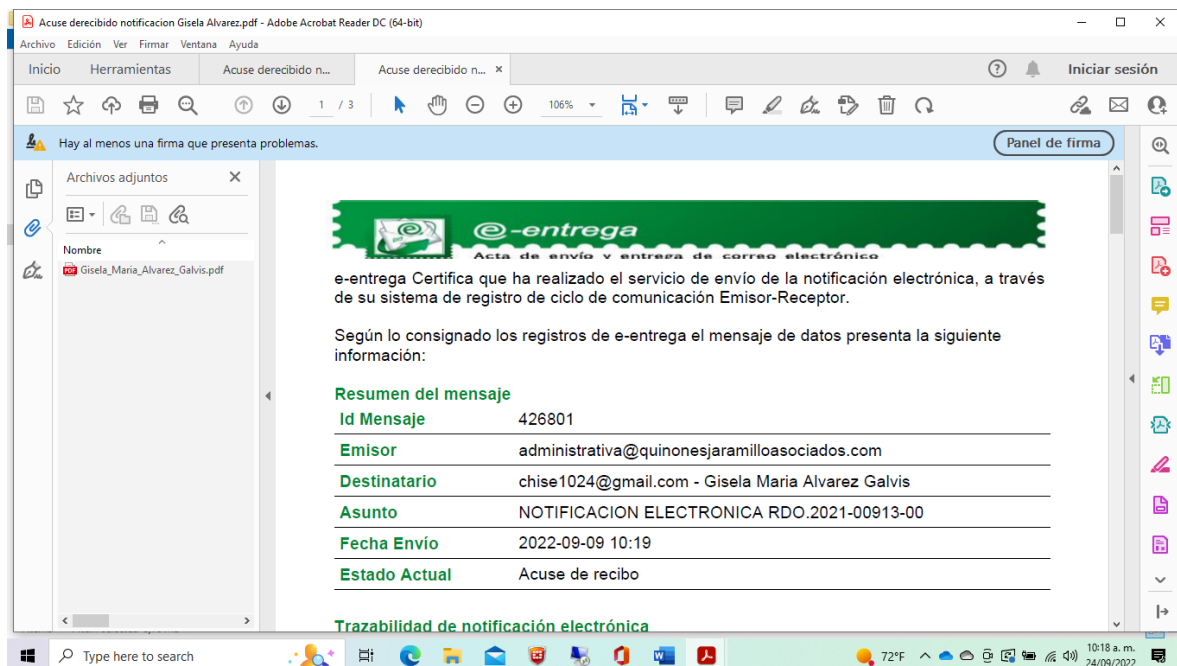 Acuse derecibido notificacion Gisela Alvarez.pdf - Adobe Acrobat Reader DC (64-bit)
Archivo Edición Ver Firmar Ventana Ayuda
Inicio Herramientas Acuse derecibido n... Acuse derecibido n... × Iniciar sesión
1 / 3 106%
Hay al menos una firma que presenta problemas. Panel de firma
Archivos adjuntos
Nombre
Gisela_Maria_Alvarez_Galvis.pdf
@-entrega
Acta de envío y entrega de correo electrónico
e-entrega Certifica que ha realizado el servicio de envío de la notificación electrónica, a través
de su sistema de registro de ciclo de comunicación Emisor-Receptor.
Según lo consignado los registros de e-entrega el mensaje de datos presenta la siguiente
información:
Resumen del mensaje
Id Mensaje 426801
Emisor administrativa@quinonesjaramilloasociados.com
Destinatario chise1024@gmail.com - Gisela Maria Alvarez Galvis
Asunto NOTIFICACION ELECTRONICA RDO.2021-00913-00
Fecha Envío 2022-09-09 10:19
Estado Actual Acuse de recibo
Trazabilidad de notificación electrónica
Type here to search 72°F 10:18 a. m.
24/09/2022